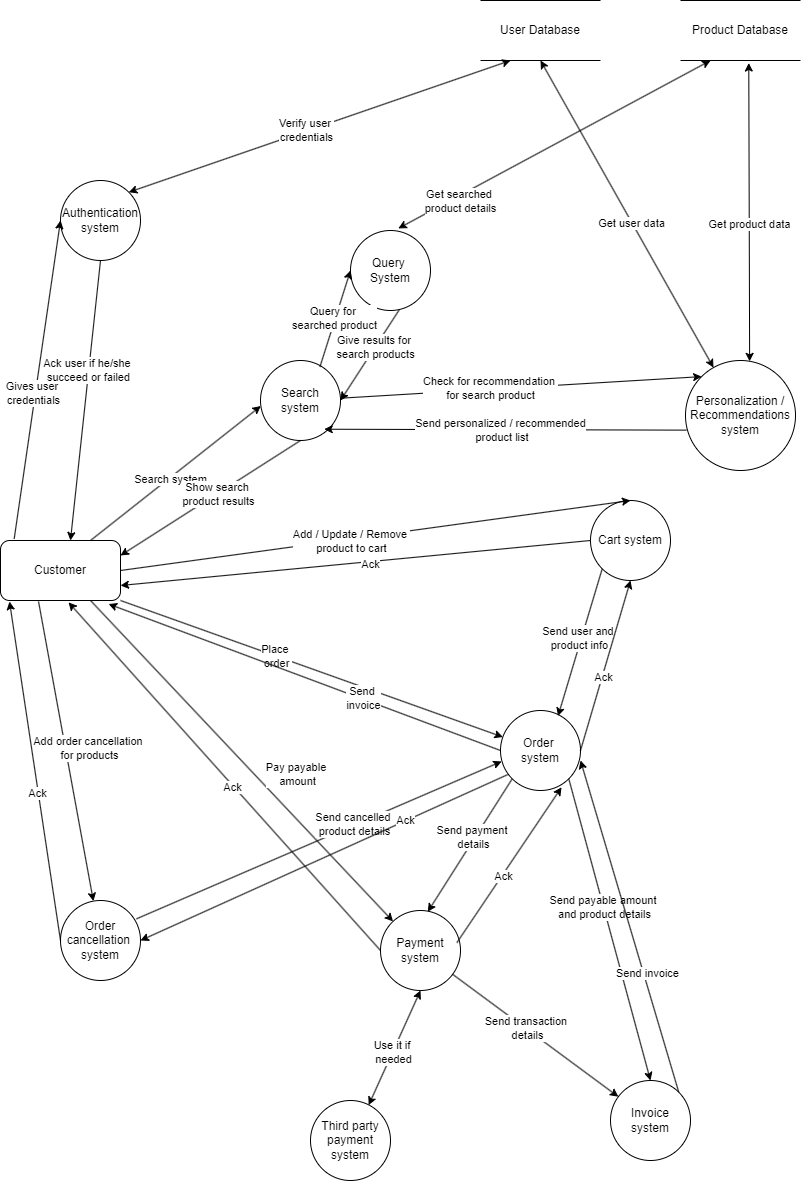 User Database
Product Database
Verify user
credentials
Get searched
product details
Authentication
system
Get user data
Get product data
Query
System
Query for
searched product
Give results for
search products
Ack user if he/she
succeed or failed
Gives user
credentials
Check for recommendation
for search product
Search
system
Personalization /
Recommendations
system
Send personalized / recommended
product list
Search system
Show search
product results
Add / Update / Remove
product to cart
Cart system
Ack
Customer
Send user and
product info
Place
order
Ack
Send
invoice
Add order cancellation
for products
Order
system
Pay payable
amount
Ack
Ack
Send cancelled
product details
Ack
Send payment
details
Ack
Send payable amount
and product details
Order
cancellation
system
Payment
system
Send invoice
Send transaction
details
Use it if
needed
Third party
payment
system
Invoice
system